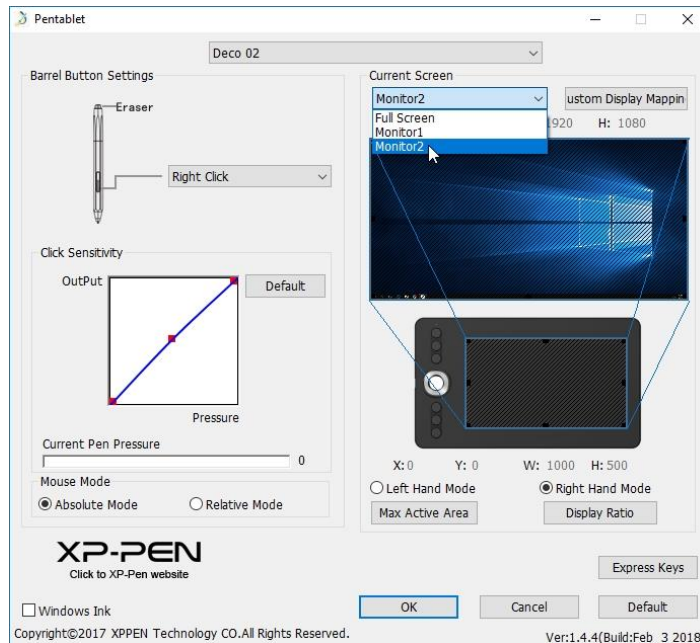 Pentablet
Deco 02
Barrel Button Settings
Eraser
Right Click
Click Sensitivity
OutPut
Default
Pressure
Current Pen Pressure
0
Mouse Mode
Absolute Mode
Relative Mode
XP-PEN
Click to XP-Pen website
Windows Ink
Copyright©2017 XPPEN Technology CO.All Rights Reserved.
Current Screen
Monitor2
ustom Display Mappin
Full Screen
Monitor1
Monitor2
1920 H: 1080
X: 0 Y: 0 W: 1000 H: 500
Left Hand Mode
Right Hand Mode
Max Active Area
Display Ratio
Express Keys
OK
Cancel
Default
Ver:1.4.4(Build:Feb 3 2018